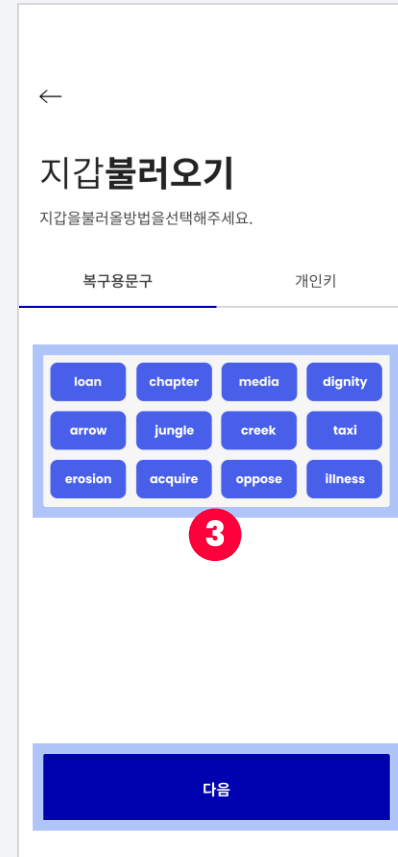 지갑불러오기
지갑을불러올방법을선택해주세요.
복구용문구 개인키
loan chapter media dignity
arrow jungle creek taxi
erosion acquire oppose illness
3
다음